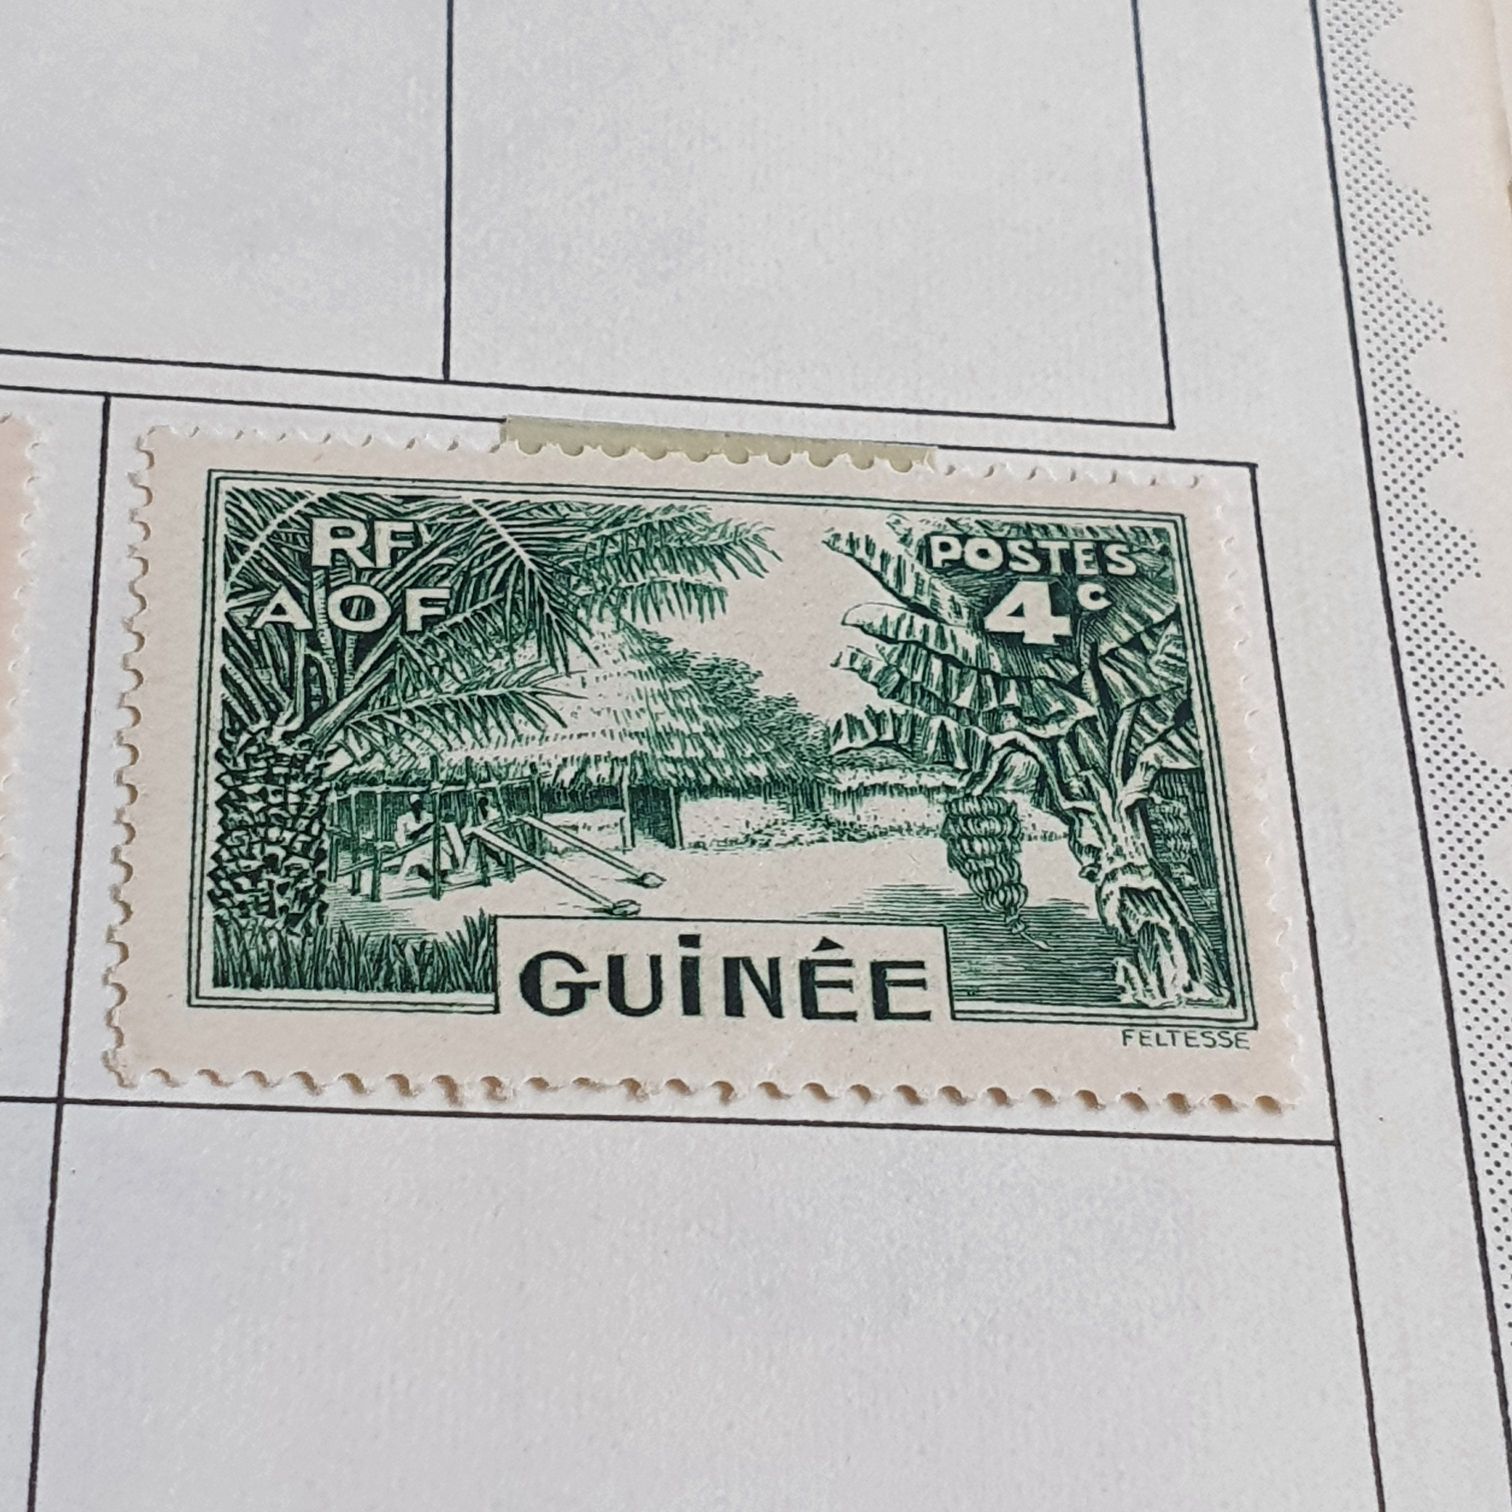 RF
AOF
POSTES
4c
GUINÉE
FELTESSE